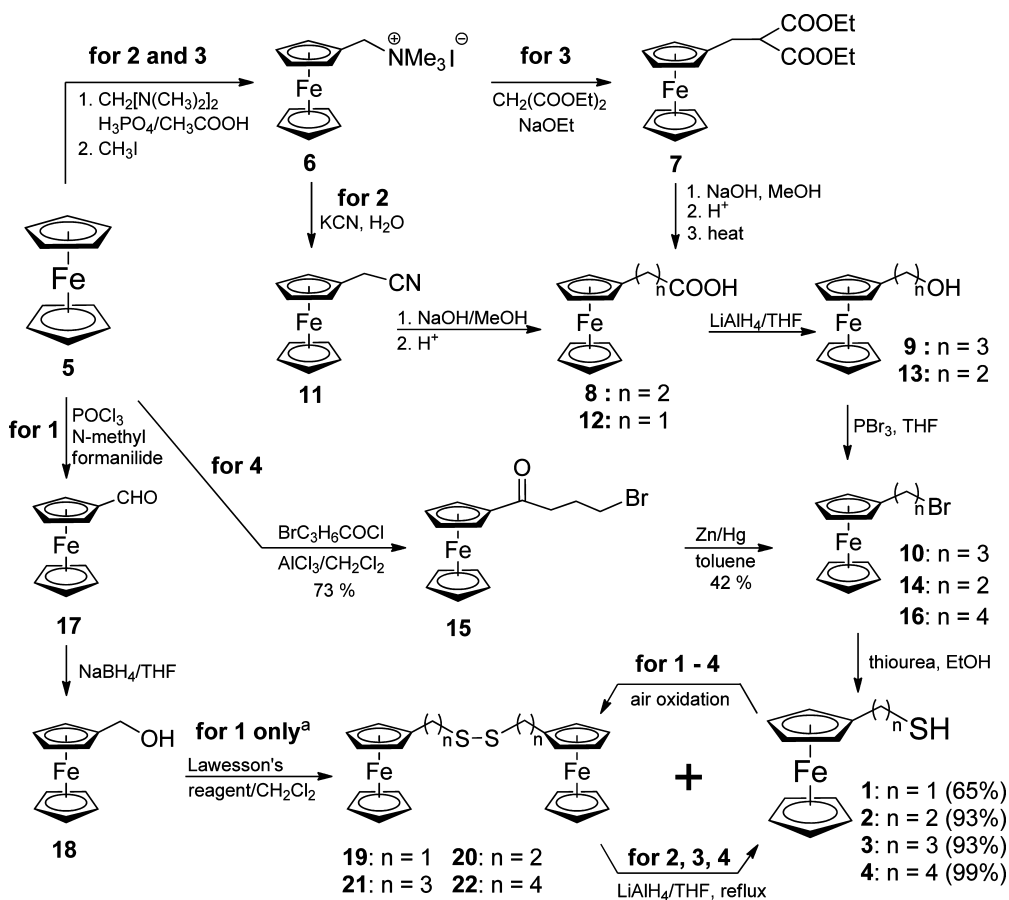 for 2 and 3
1. CH2[N(CH3)2]2
H3PO4/CH3COOH
2. CH3I
⊕
NMe3
I⊖
Fe
6
for 3
CH2(COOEt)2
NaOEt
COOEt
COOEt
Fe
7
for 2
KCN, H2O
1. NaOH, MeOH
2. H+
3. heat
Fe
5
CN
Fe
11
1. NaOH/MeOH
2. H+
( )n COOH
Fe
8 : n = 2
12: n = 1
LiAlH4/THF
( )n OH
Fe
9 : n = 3
13: n = 2
for 1
POCl3
N-methyl
formanilide
for 4
BrC3H6COCl
AlCl3/CH2Cl2
73 %
PBr3, THF
CHO
Fe
17
O
Br
Fe
15
Zn/Hg
toluene
42 %
( )n Br
Fe
10: n = 3
14: n = 2
16: n = 4
NaBH4/THF
thiourea, EtOH
OH
Fe
18
for 1 onlya
Lawesson's
reagent/CH2Cl2
for 1 - 4
air oxidation
( )n S-S ( )n
Fe
Fe
19: n = 1 20: n = 2
21: n = 3 22: n = 4
+
( )n SH
Fe
1: n = 1 (65%)
2: n = 2 (93%)
3: n = 3 (93%)
4: n = 4 (99%)
for 2, 3, 4
LiAlH4/THF, reflux